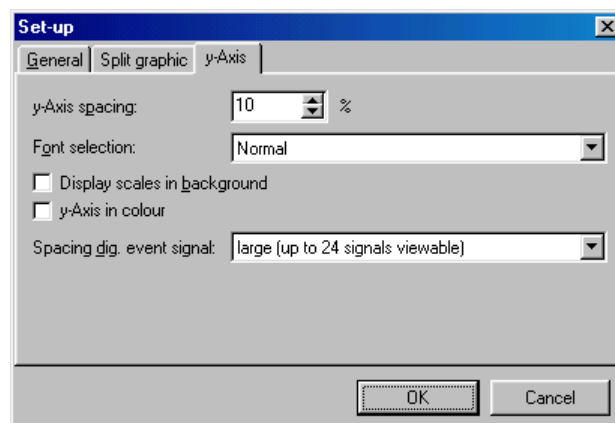 Set-up
General Split graphic y-Axis
y-Axis spacing: 10 %
Font selection: Normal
Display scales in background
y-Axis in colour
Spacing dig. event signal: large (up to 24 signals viewable)
OK Cancel